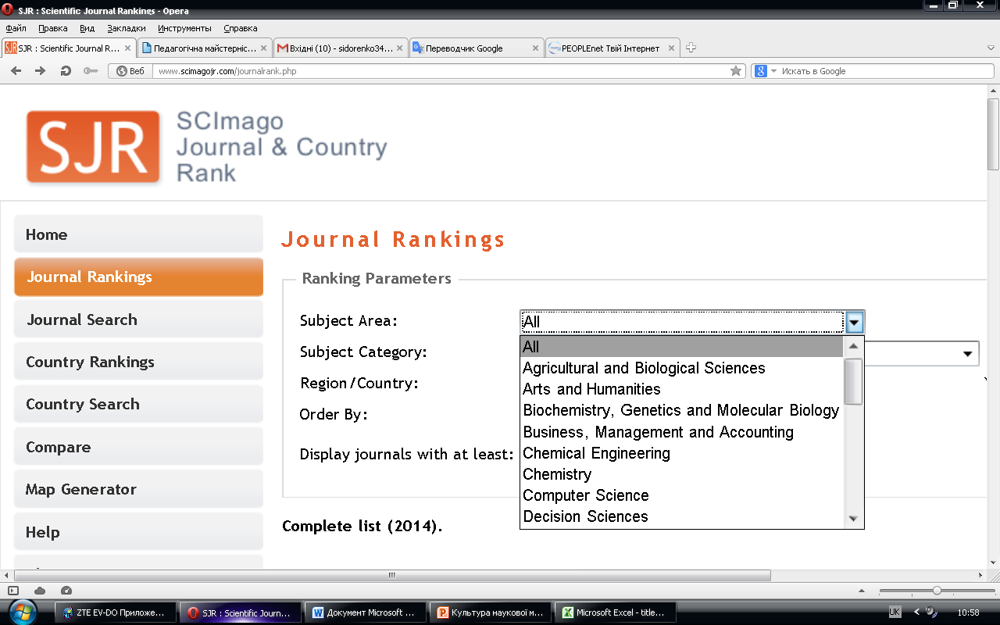 SJR : Scientific Journal Rankings - Opera
Файл Правка Вид Закладки Инструменты Справка
SJR : Scientific Journal R... Педагогічна майстерніс... Вхідні (10) - sidorenko34... Переводчик Google PEOPLEnet Твій Інтернет
Веб www.scimagojr.com/journalrank.php Искать в Google
SJR
SCImago
Journal & Country
Rank
Home
Journal Rankings
Journal Search
Country Rankings
Country Search
Compare
Map Generator
Help
Journal Rankings
Ranking Parameters
Subject Area: All
Subject Category:
Region/Country:
Order By:
Display journals with at least:
All
Agricultural and Biological Sciences
Arts and Humanities
Biochemistry, Genetics and Molecular Biology
Business, Management and Accounting
Chemical Engineering
Chemistry
Computer Science
Decision Sciences
Complete list (2014).
ZTE EV-DO Приложе... SJR : Scientific Journ... Документ Microsoft ... Культура наукової м... Microsoft Excel - title... UK 10:58